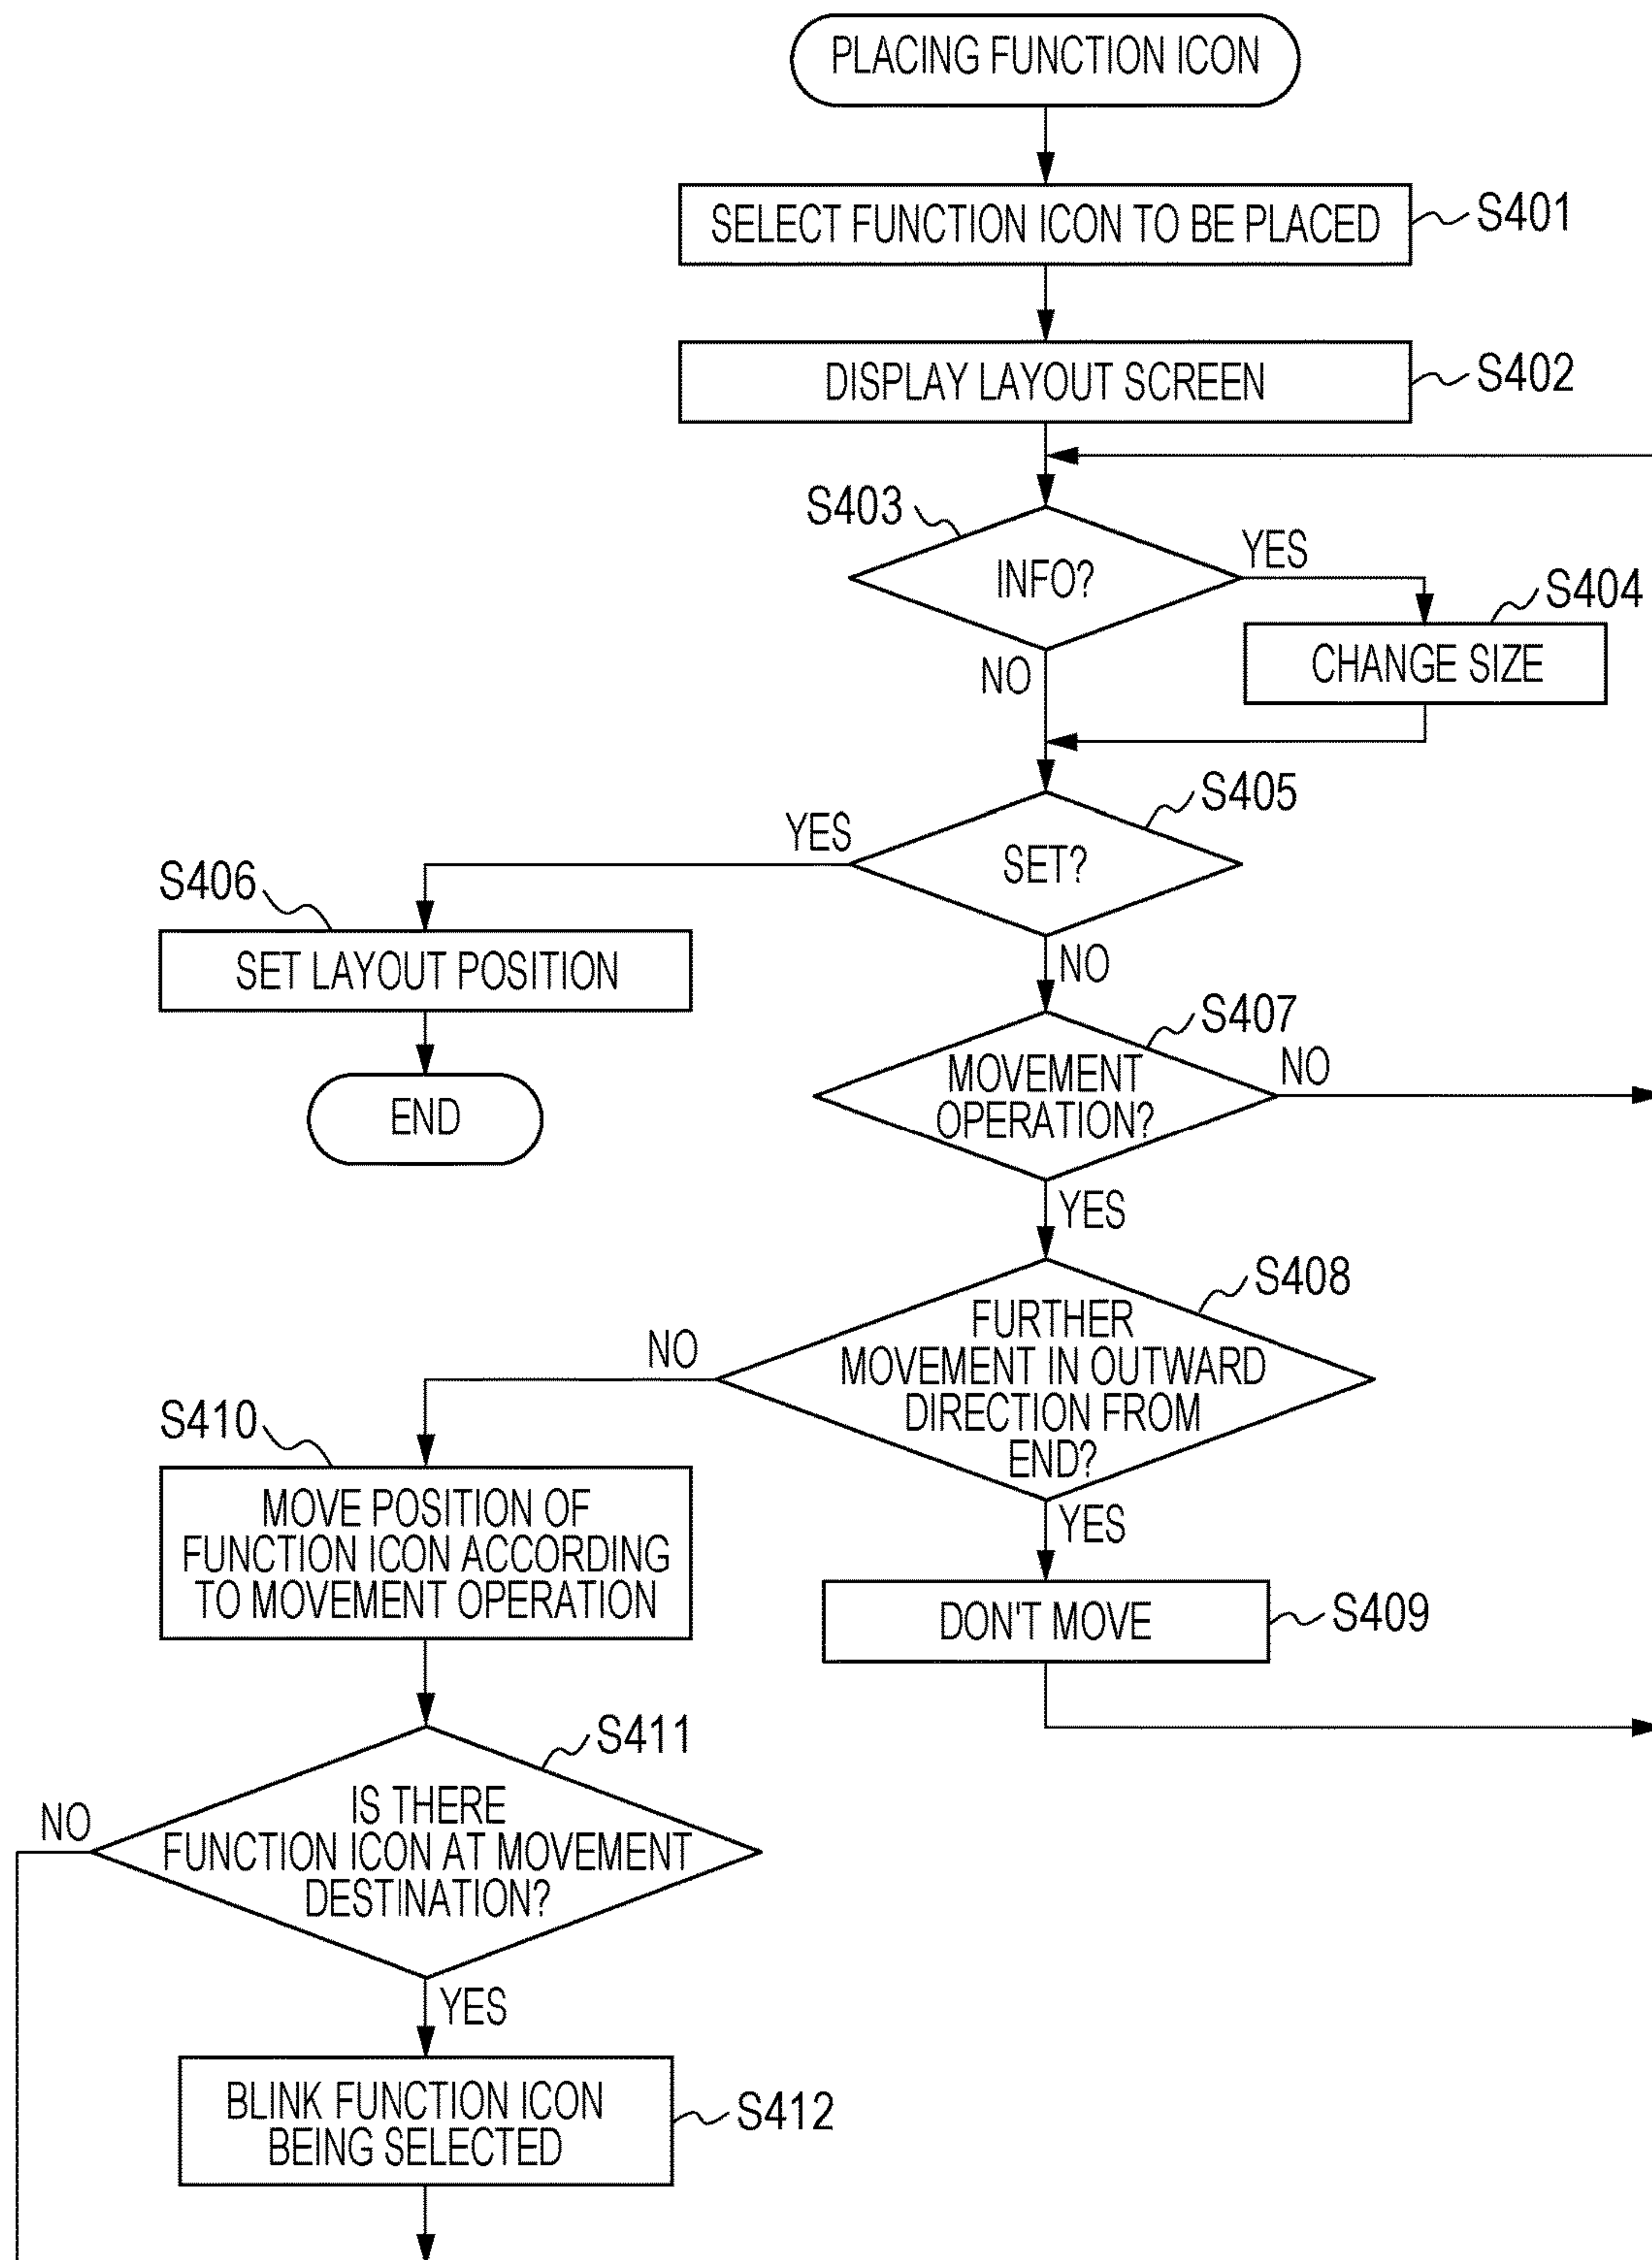 PLACING FUNCTION ICON
SELECT FUNCTION ICON TO BE PLACED
S401
DISPLAY LAYOUT SCREEN
S402
S403
INFO?
YES
NO
S404
CHANGE SIZE
S405
SET?
YES
NO
S406
SET LAYOUT POSITION
END
S407
MOVEMENT
OPERATION?
NO
YES
S408
FURTHER
MOVEMENT IN OUTWARD
DIRECTION FROM
END?
NO
YES
S410
MOVE POSITION OF
FUNCTION ICON ACCORDING
TO MOVEMENT OPERATION
DON'T MOVE
S409
S411
IS THERE
FUNCTION ICON AT MOVEMENT
DESTINATION?
NO
YES
BLINK FUNCTION ICON
BEING SELECTED
S412